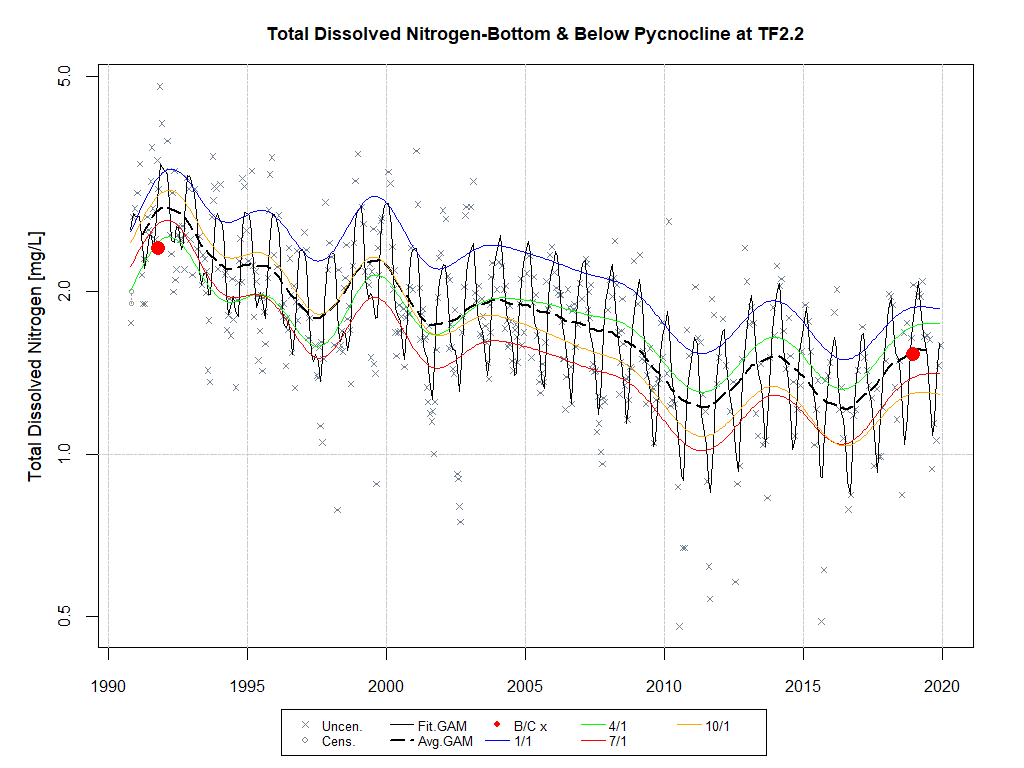 Total Dissolved Nitrogen-Bottom & Below Pycnocline at TF2.2
Total Dissolved Nitrogen [mg/L]
5.0
2.0
1.0
0.5
1990 1995 2000 2005 2010 2015 2020
Uncen. Fit.GAM B/C x 4/1 10/1
Cens. Avg.GAM 1/1 7/1